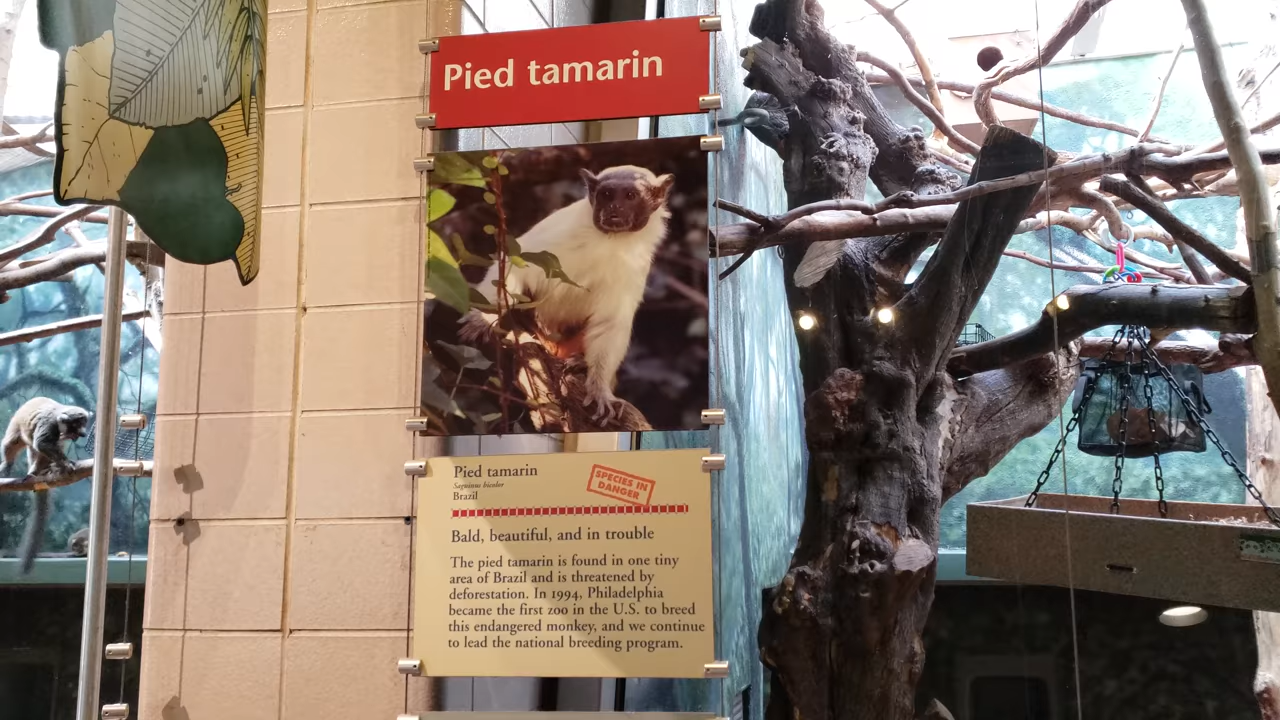 Pied tamarin
Pied tamarin
Saguinus bicolor
Brazil
SPECIES IN
DANGER
Bald, beautiful, and in trouble
The pied tamarin is found in one tiny
area of Brazil and is threatened by
deforestation. In 1994, Philadelphia
became the first zoo in the U.S. to breed
this endangered monkey, and we continue
to lead the national breeding program.